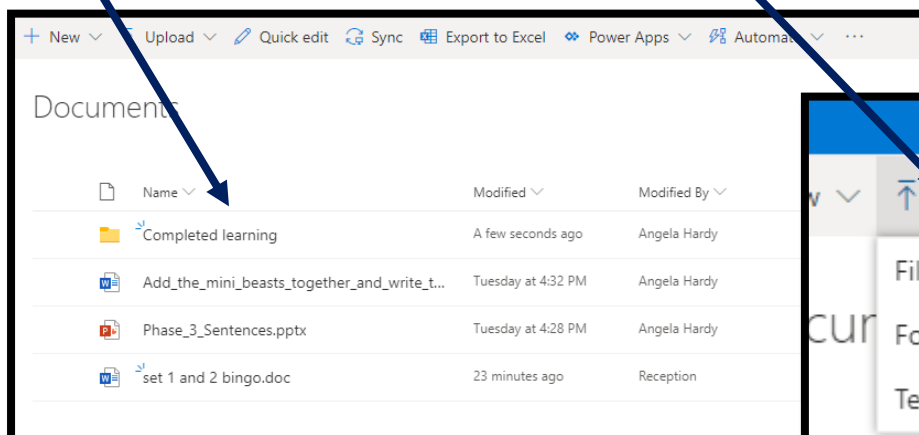 New Upload Quick edit Sync Export to Excel Power Apps ...
Documents
Name Modified Modified By
Completed learning A few seconds ago Angela Hardy
Add_the_mini_beasts_together_and_write_t... Tuesday at 4:32 PM Angela Hardy
Phase_3_Sentences.pptx Tuesday at 4:28 PM Angela Hardy
set 1 and 2 bingo.doc 23 minutes ago Reception